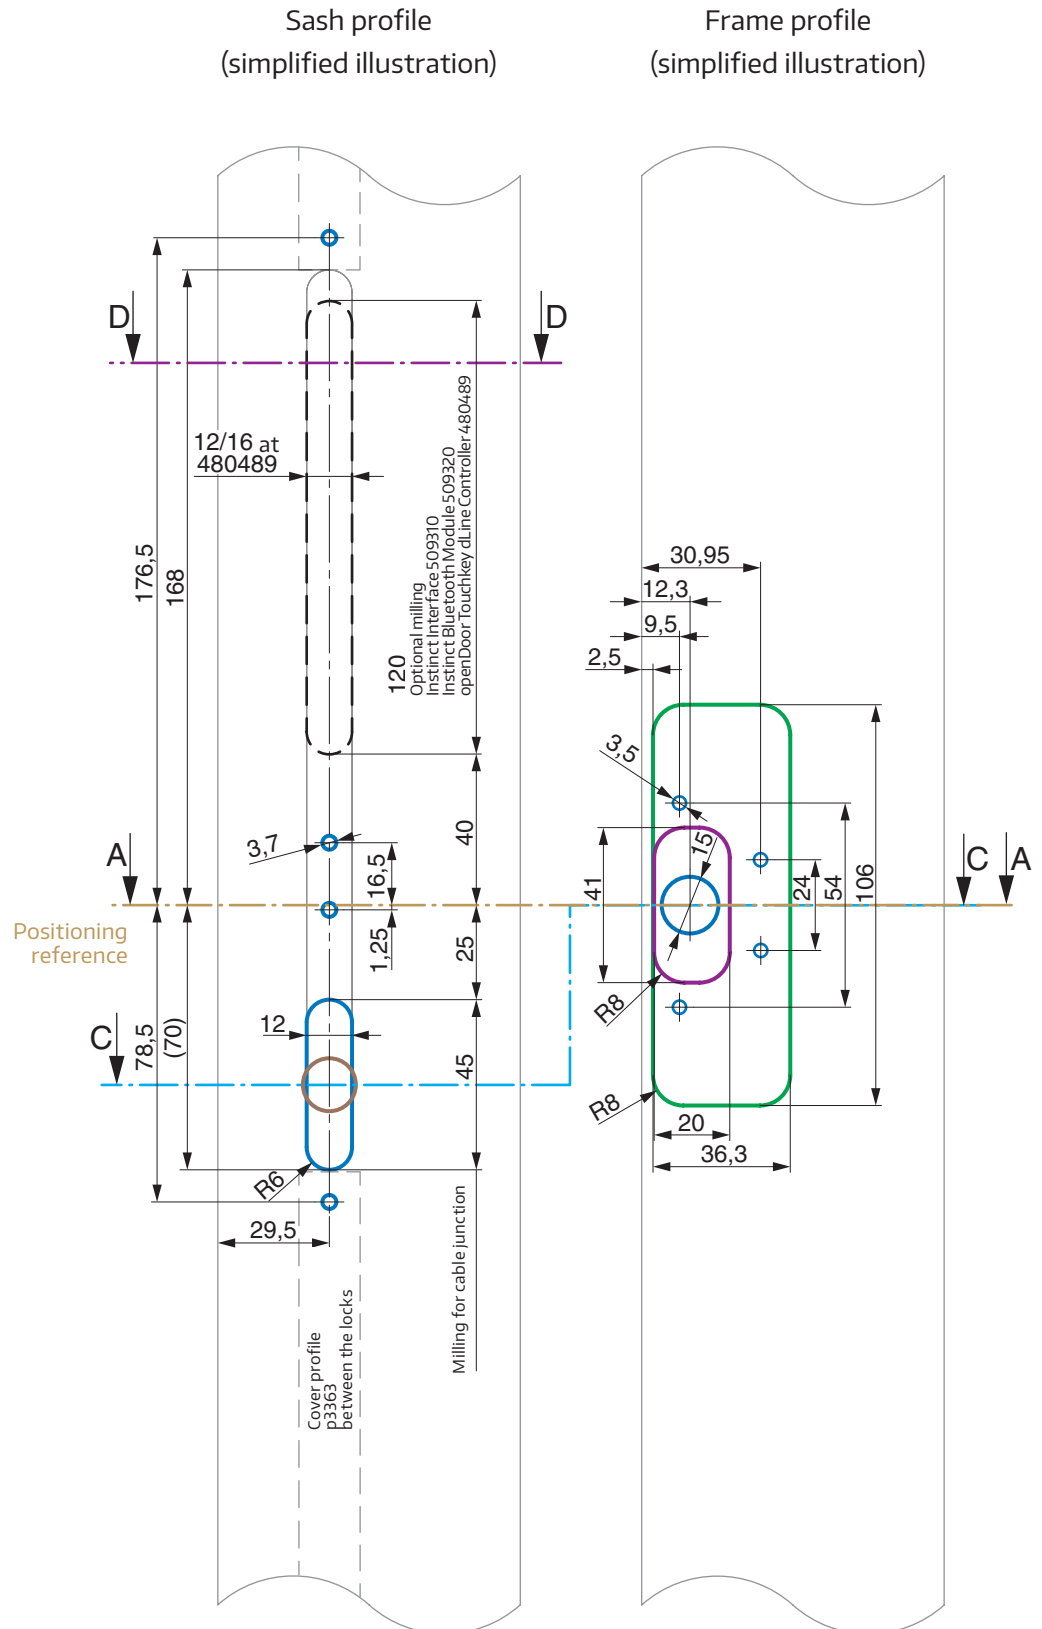 Sash profile
(simplified illustration)
Frame profile
(simplified illustration)
D
D
12/16 at
480489
176,5
168
120
Optional milling
Instinct Interface 509310
Instinct Bluetooth Module 509320
openDoor Touchkey dLine Controller 480489
30,95
12,3
9,5
2,5
3,5
3,7
40
16,5
A
15
41
24
54
106
C
A
Positioning
reference
1,25
25
12
C
78,5
(70)
45
R8
R8
20
36,3
R6
29,5
Milling for cable junction
Cover profile
p3363
between the locks